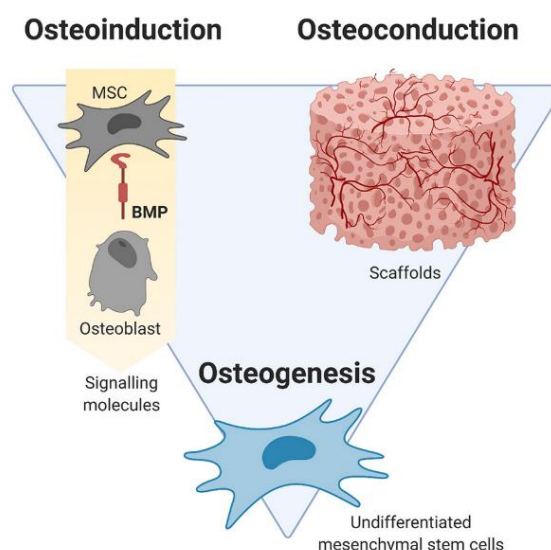 Osteoinduction
Osteoconduction
MSC
BMP
Osteoblast
Signalling
molecules
Scaffolds
Osteogenesis
Undifferentiated
mesenchymal stem cells